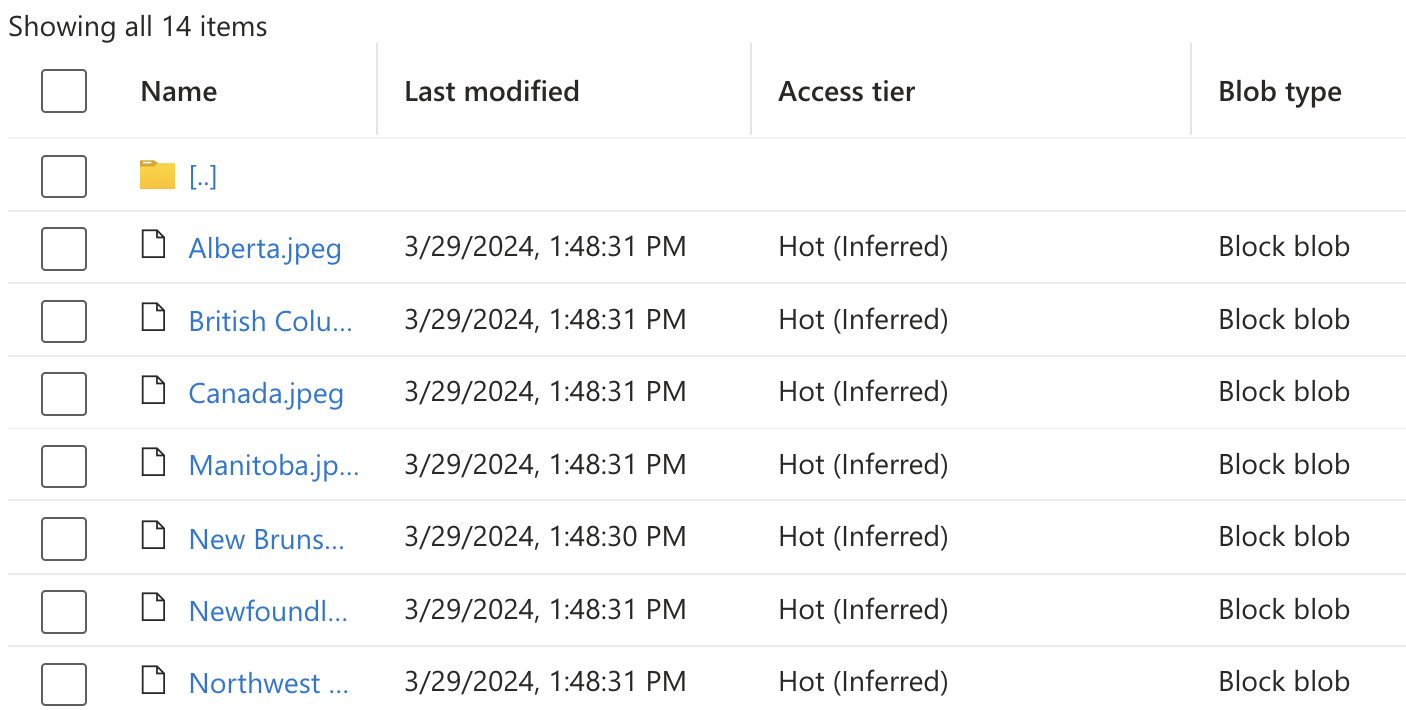 Showing all 14 items
Name Last modified Access tier Blob type
[..]
Alberta.jpeg 3/29/2024, 1:48:31 PM Hot (Inferred) Block blob
British Colu... 3/29/2024, 1:48:31 PM Hot (Inferred) Block blob
Canada.jpeg 3/29/2024, 1:48:31 PM Hot (Inferred) Block blob
Manitoba.jp... 3/29/2024, 1:48:31 PM Hot (Inferred) Block blob
New Bruns... 3/29/2024, 1:48:30 PM Hot (Inferred) Block blob
Newfoundl... 3/29/2024, 1:48:31 PM Hot (Inferred) Block blob
Northwest ... 3/29/2024, 1:48:31 PM Hot (Inferred) Block blob